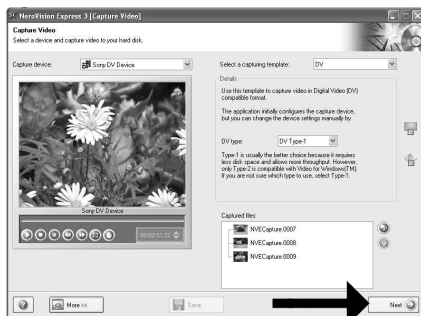 NeroVision Express 3 [Capture Video]
Capture Video
Select a device and capture video to your hard disk.
Capture device:
Sony DV Device
Select a capturing template:
DV
Details
Use this template to capture video in Digital Video (DV)
compatible format.
The application initially configures the capture device,
but you can change the device settings manually by
DV type:
DV Type-1
Type-1 is usually the better choice because it requires
less disk space and allows more throughput. However,
only Type-2 is compatible with Video for Windows(TM).
If you are not sure which type to use, select Type-1.
Sony DV Device
00:02:53.22
Captured files:
NVECapture.0007
NVECapture.0008
NVECapture.0009
More >>
Save
Next